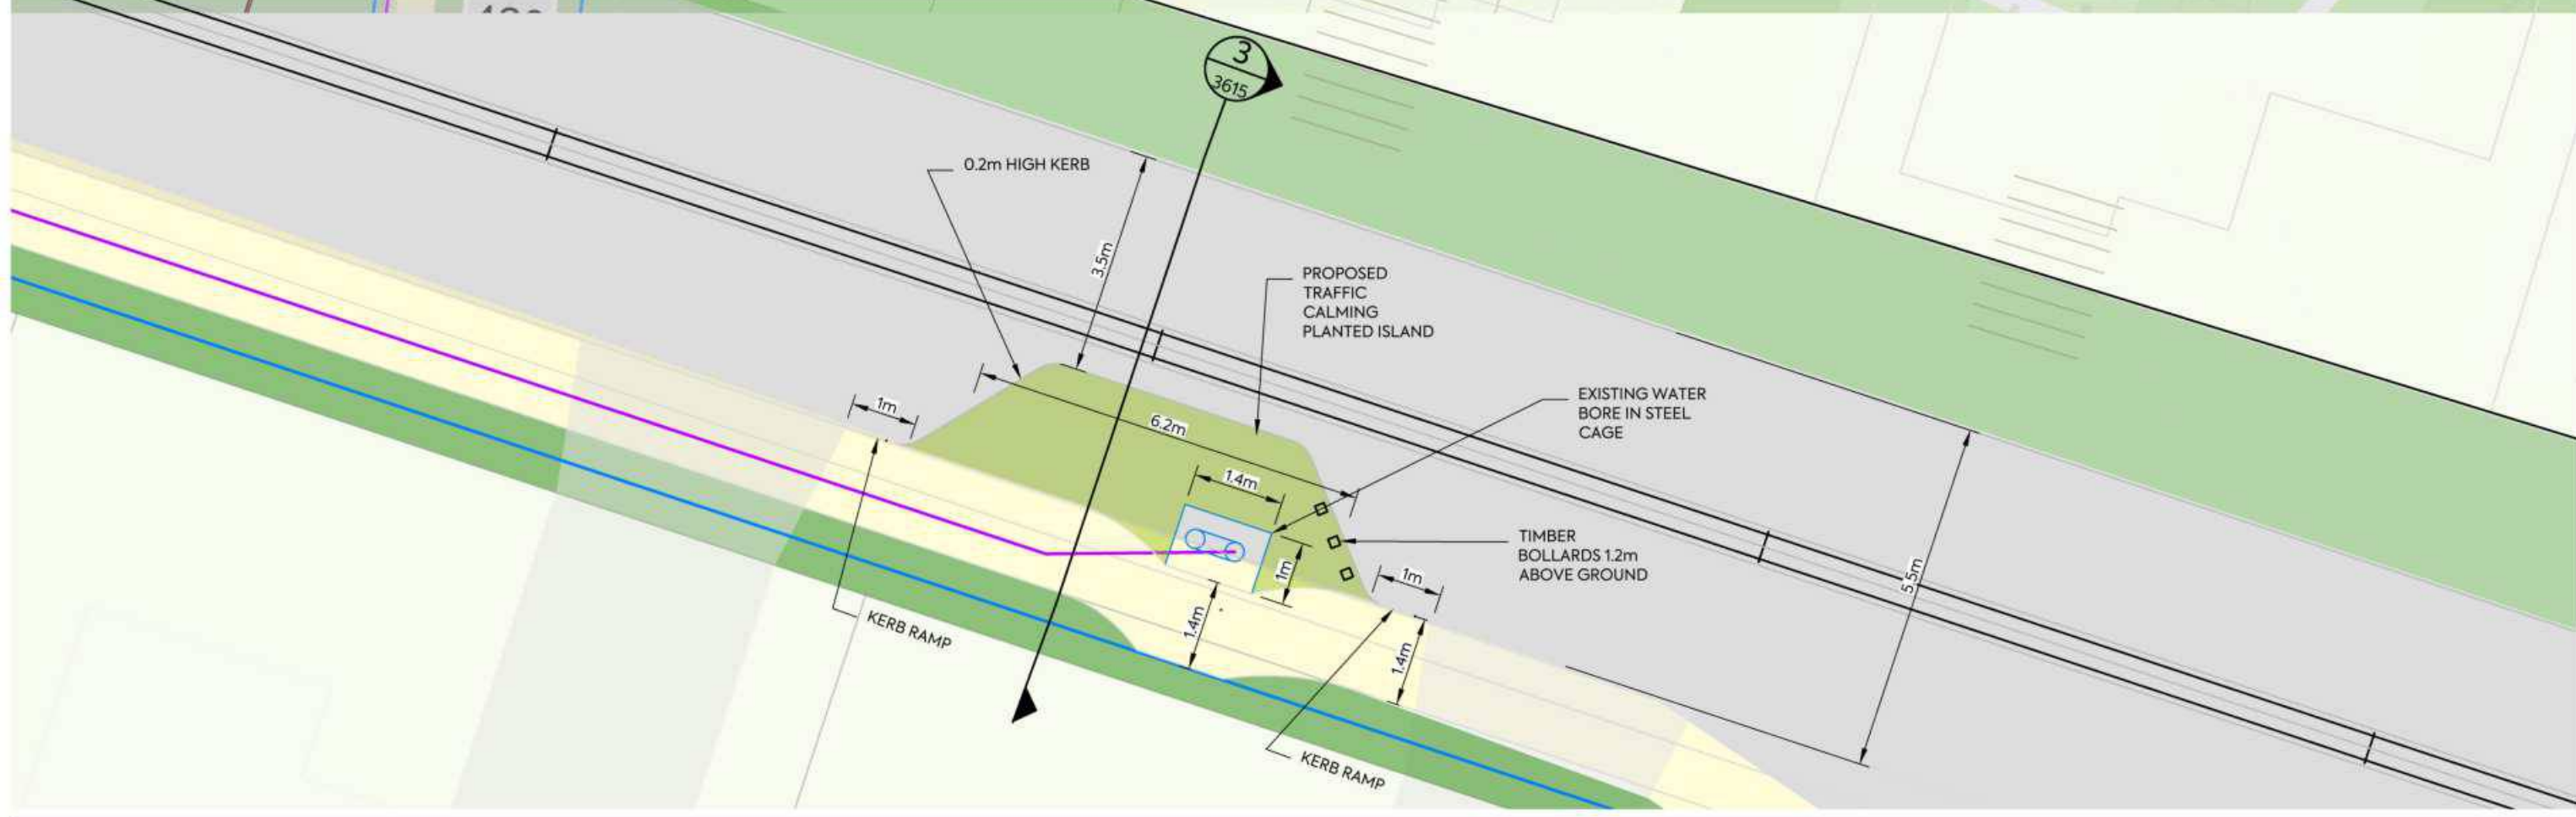 3
3615
0.2m HIGH KERB
3.5m
PROPOSED
TRAFFIC
CALMING
PLANTED ISLAND
EXISTING WATER
BORE IN STEEL
CAGE
1m
6.2m
1.4m
TIMBER
BOLLARDS 1.2m
ABOVE GROUND
1m
1m
5.5m
1.4m
1.4m
KERB RAMP
KERB RAMP